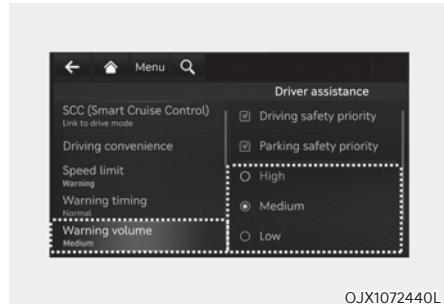 Menu
Driver assistance
SCC (Smart Cruise Control)
Link to drive mode
Driving convenience
Speed limit
Warning
Warning timing
Normal
Warning volume
Medium
Driving safety priority
Parking safety priority
High
Medium
Low
OJX1072440L